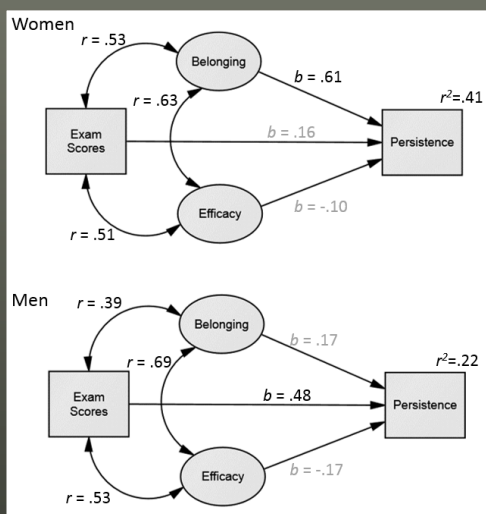 Women
r = .53
Belonging
b = .61
r²=.41
r = .63
Exam
Scores
b = .16
Persistence
Efficacy
b = -.10
r = .51
Men
r = .39
Belonging
b = .17
r²=.22
r = .69
Exam
Scores
b = .48
Persistence
Efficacy
b = -.17
r = .53